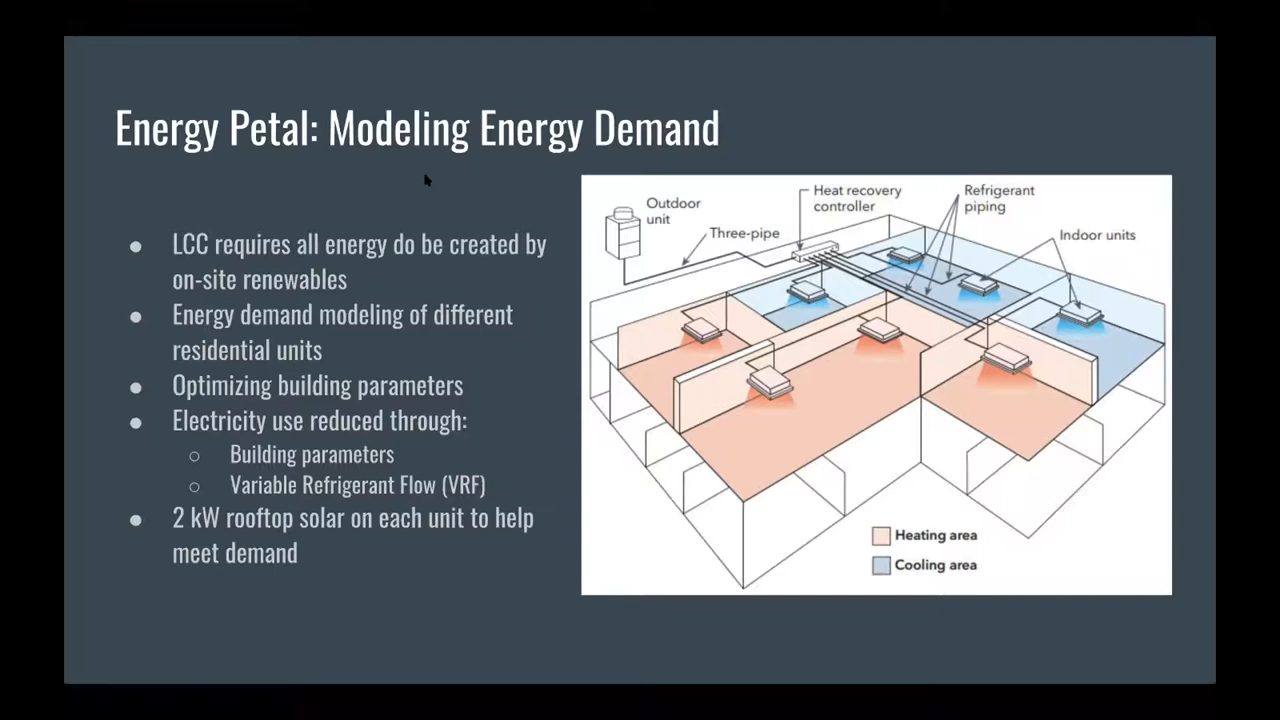 Energy Petal: Modeling Energy Demand
● LCC requires all energy do be created by
on-site renewables
● Energy demand modeling of different
residential units
● Optimizing building parameters
● Electricity use reduced through:
○ Building parameters
○ Variable Refrigerant Flow (VRF)
● 2 kW rooftop solar on each unit to help
meet demand
Outdoor
unit
Three-pipe
Heat recovery
controller
Refrigerant
piping
Indoor units
Heating area
Cooling area